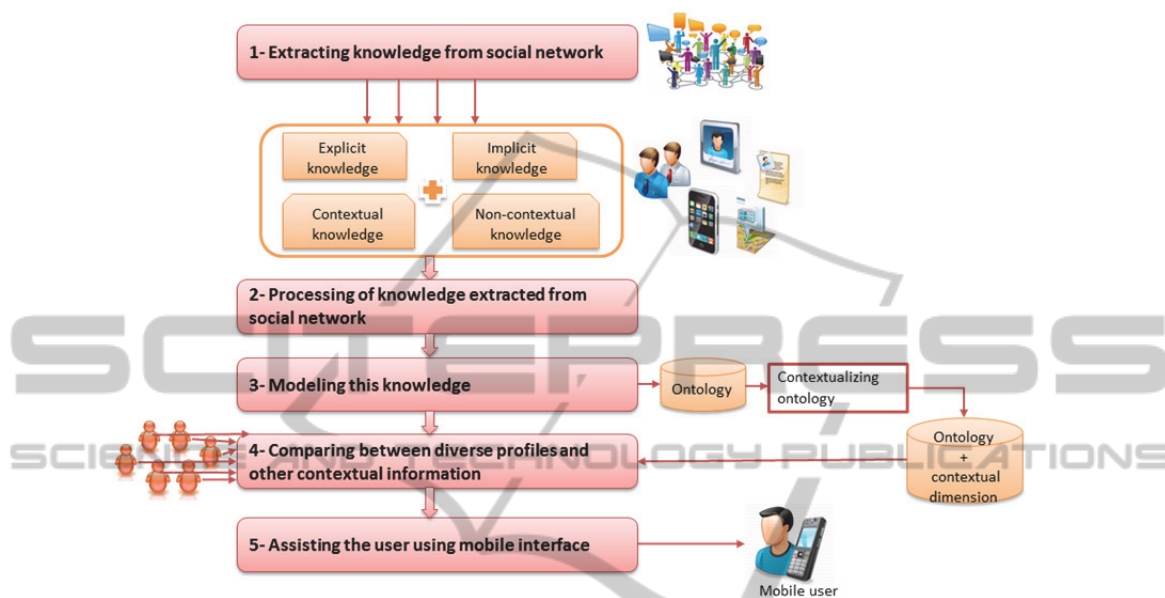 1- Extracting knowledge from social network
Explicit
knowledge
Implicit
knowledge
Contextual
knowledge
Non-contextual
knowledge
2- Processing of knowledge extracted from
social network
SCITEPRESS
3- Modeling this knowledge
Ontology
Contextualizing
ontology
SCIENCE AND TECHNOLOGY PUBLICATIONS
4- Comparing between diverse profiles and
other contextual information
Ontology
+
contextual
dimension
5- Assisting the user using mobile interface
Mobile user